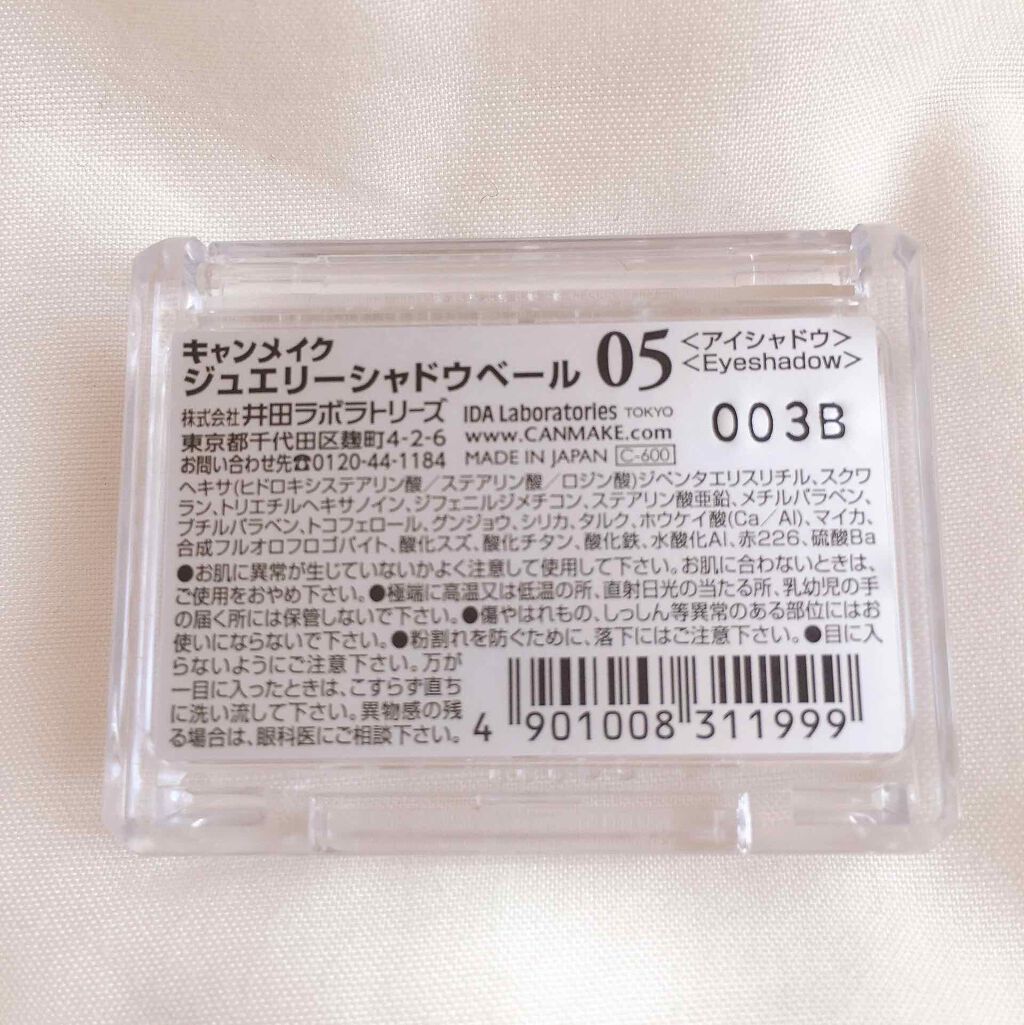 キャンメイク
ジュエリーシャドウベール 05 <アイシャドウ>
<Eyeshadow>
株式会社 井田ラボラトリーズ IDA Laboratories TOKYO
003B
東京都千代田区麹町4-2-6 www.CANMAKE.com
お問い合わせ先☎0120-44-1184 MADE IN JAPAN C-600
ヘキサ(ヒドロキシステアリン酸/ステアリン酸/ロジン酸)ジペンタエリスリチル、スクワ
ラン、トリエチルヘキサノイン、ジフェニルジメチコン、ステアリン酸亜鉛、メチルパラベン、
ブチルパラベン、トコフェロール、グンジョウ、シリカ、タルク、ホウケイ酸(Ca/Al)、マイカ、
合成フルオロフロゴパイト、酸化スズ、酸化チタン、酸化鉄、水酸化Al、赤226、硫酸Ba
●お肌に異常が生じていないかよく注意して使用して下さい。お肌に合わないときは、
ご使用をおやめ下さい。●極端に高温又は低温の所、直射日光の当たる所、乳幼児の手
の届く所には保管しないで下さい。●傷やはれもの、しっしん等異常のある部位にはお
使いにならないで下さい。●粉割れを防ぐために、落下にはご注意下さい。●目に入
らないようにご注意下さい。万が
一目に入ったときは、こすらず直ち
に洗い流して下さい。異物感の残
る場合は、眼科医にご相談下さい。
4 901008 311999